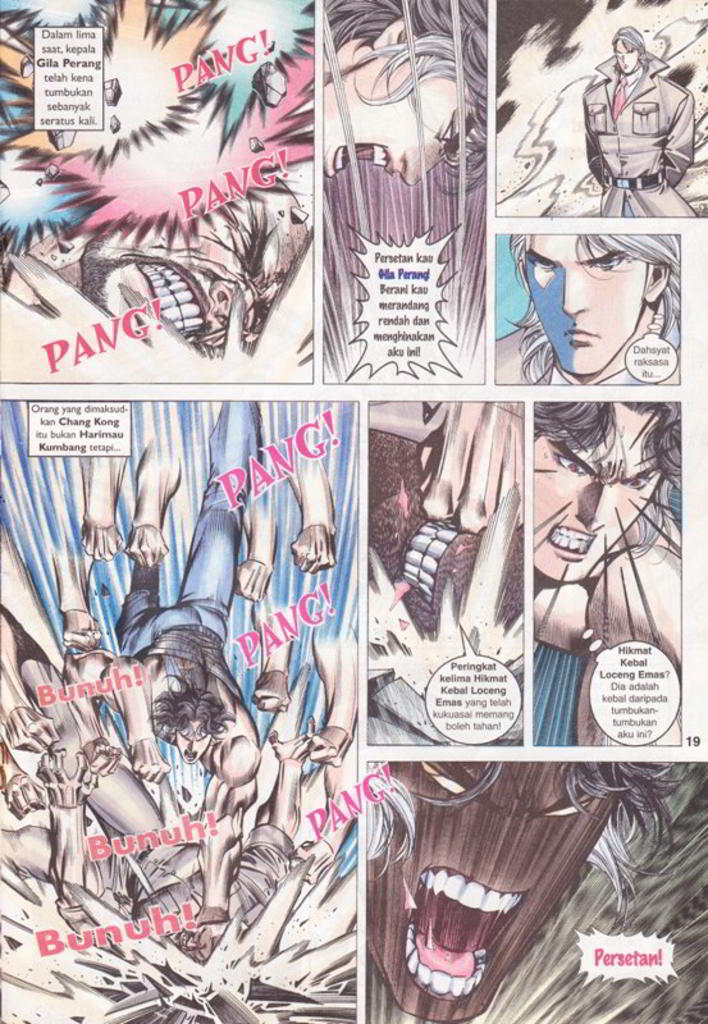 Dalam lima
saat, kepala
Gila Perang
telah kena
tumbukan
sebanyak
seratus kali.
PANG!
PANG!
PANG!
Persetan kau
Gila Perang!
Berani kau
merandang
rendah dan
menghinakan
aku ini!
Dahsyat
raksasa
itu...
Orang yang dimaksud-
kan Chang Kong
itu bukan Harimau
Kumbang tetapi...
PANG!
PANG!
Bunuh!
PANG!
Bunuh!
Bunuh!
Peringkat
kelima Hikmat
Kebal Loceng
Emas yang telah
kukuasai memang
boleh tahan!
Hikmat
Kebal
Loceng Emas?
Dia adalah
kebal daripada
tumbukan-
tumbukan
aku ini?
19
Persetan!